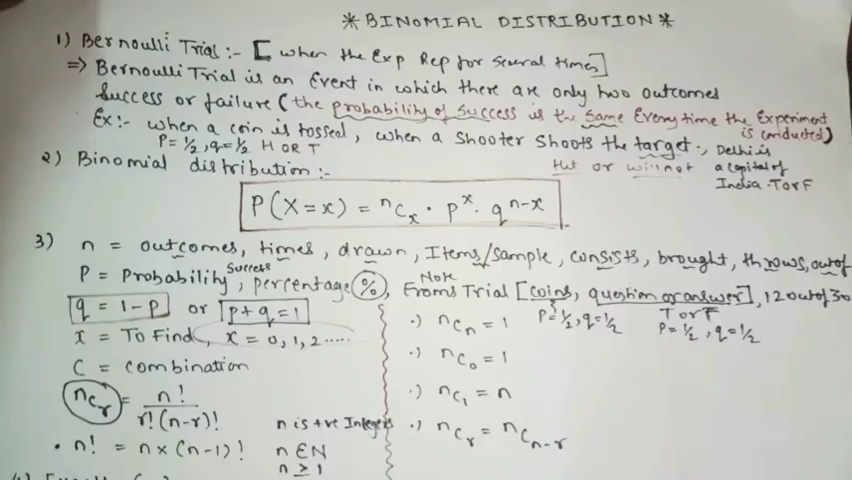 * BINOMIAL DISTRIBUTION *
1) Bernoulli Trial :- [ when the Exp Rep for Several times]
⇒ Bernoulli Trial is an Event in which there are only two outcomes
Success or failure (the probability of success is the same Every time the Experiment is conducted)
Ex:- when a coin is tossed, when a shooter shoots the target., Delhi is
P= 1/2, q= 1/2 H OR T
Hit or will not
a capital of
India. T or F
2) Binomial distribution :-
P(X=x) = ⁿCₓ · pˣ · qⁿ⁻ˣ
3) n = outcomes, times, drawn, Items/sample, consists, brought, throws, out of
P = Probability Success, percentage (%), From Trial [coins, question or answer], 12 out of 30
Note
q = 1-p or p+q=1
P= 1/2, q= 1/2
T or F
P= 1/2, q= 1/2
x = To Find, x = 0, 1, 2 .....
C = combination
nCr = n! / r!(n-r)!
n is +ve Integers
· n! = n×(n-1)! n ∈ N
n ≥ 1
·) nCn = 1
·) nC0 = 1
·) nC1 = n
·) nCr = nCn-r